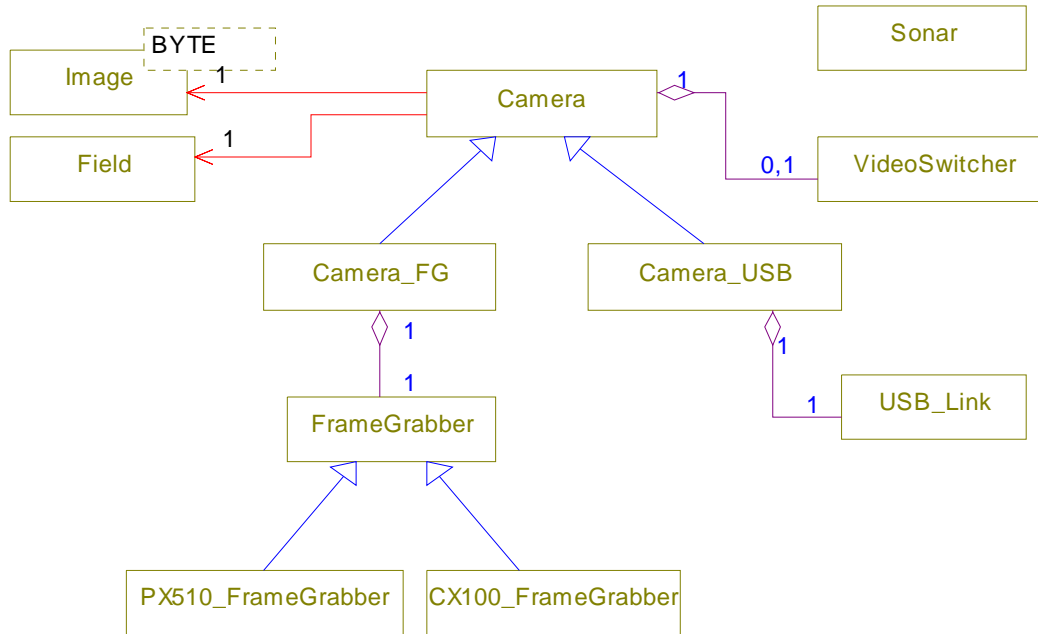 BYTE
Sonar
Image
1
1
Camera
1
Field
0,1
VideoSwitcher
Camera_FG
Camera_USB
1
1
1
1
USB_Link
FrameGrabber
PX510_FrameGrabber
CX100_FrameGrabber